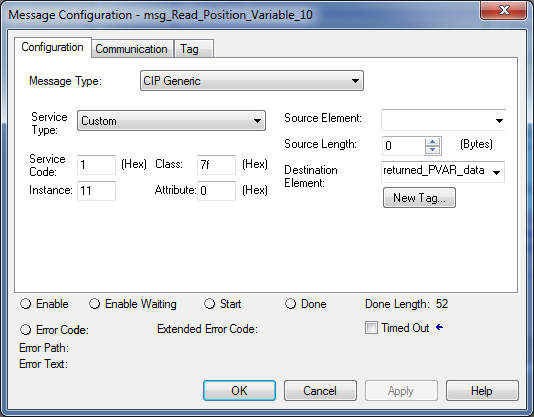 Message Configuration - msg_Read_Position_Variable_10
Configuration Communication Tag
Message Type: CIP Generic
Service Type: Custom
Source Element:
Source Length: 0 (Bytes)
Service Code: 1 (Hex) Class: 7f (Hex)
Destination Element: returned_PVAR_data
Instance: 11 Attribute: 0 (Hex)
New Tag...
Enable Enable Waiting Start Done Done Length: 52
Error Code: Extended Error Code: Timed Out
Error Path:
Error Text:
OK Cancel Apply Help